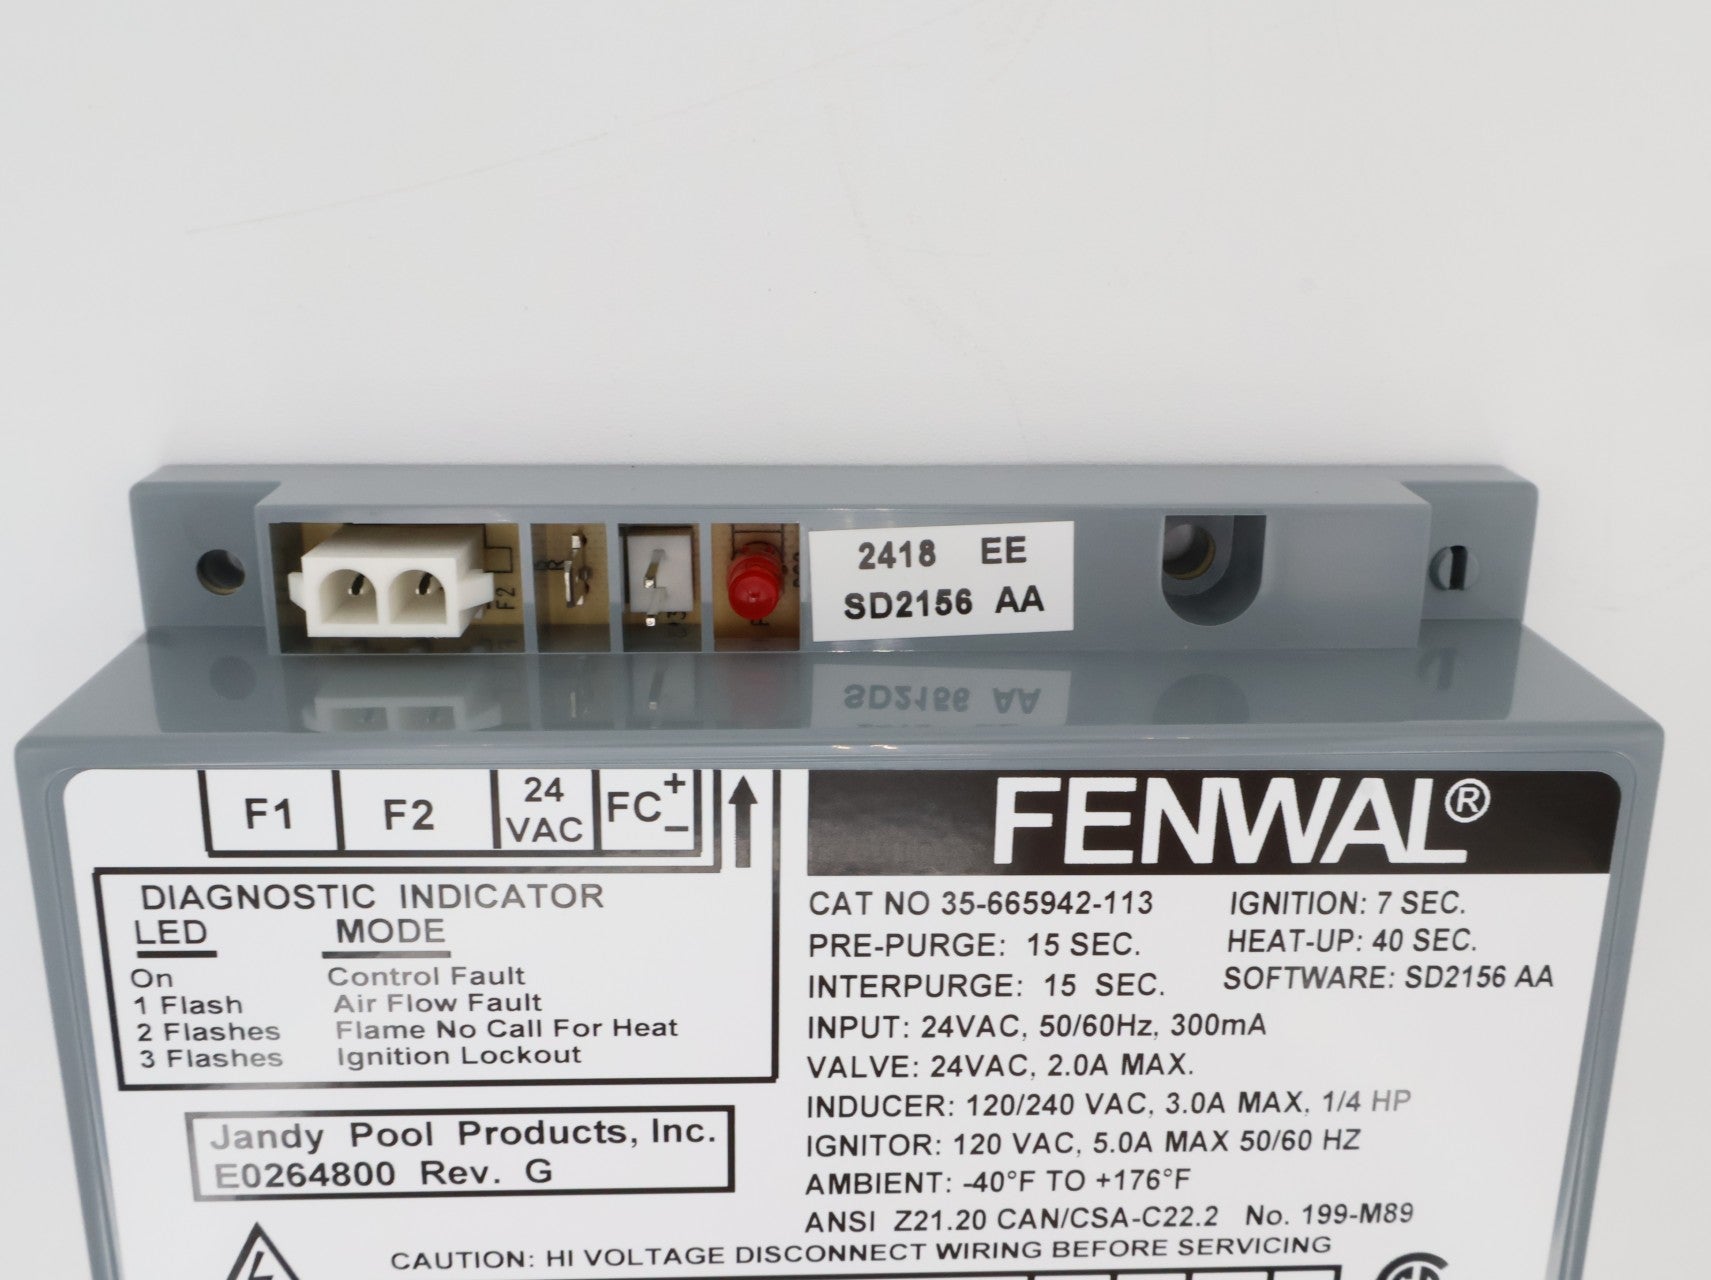 2418 EE
SD2156 AA
F2
F1
F2
24 VAC
FC + −
FENWAL®
DIAGNOSTIC INDICATOR
LED MODE
On Control Fault
1 Flash Air Flow Fault
2 Flashes Flame No Call For Heat
3 Flashes Ignition Lockout
Jandy Pool Products, Inc.
E0264800 Rev. G
CAT NO 35-665942-113 IGNITION: 7 SEC.
PRE-PURGE: 15 SEC. HEAT-UP: 40 SEC.
INTERPURGE: 15 SEC. SOFTWARE: SD2156 AA
INPUT: 24VAC, 50/60Hz, 300mA
VALVE: 24VAC, 2.0A MAX.
INDUCER: 120/240 VAC, 3.0A MAX, 1/4 HP
IGNITOR: 120 VAC, 5.0A MAX 50/60 HZ
AMBIENT: -40°F TO +176°F
ANSI Z21.20 CAN/CSA-C22.2 No. 199-M89
CAUTION: HI VOLTAGE DISCONNECT WIRING BEFORE SERVICING